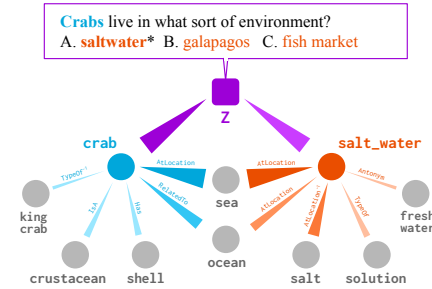 Crabs live in what sort of environment?
A. saltwater* B. galapagos C. fish market
Z
crab
salt_water
TypeOf⁻¹
IsA
Has
AtLocation
RelatedTo
AtLocation
AtLocation
AtLocation⁻¹
TypeOf
Antonym
king
crab
sea
fresh
water
ocean
crustacean
shell
salt
solution